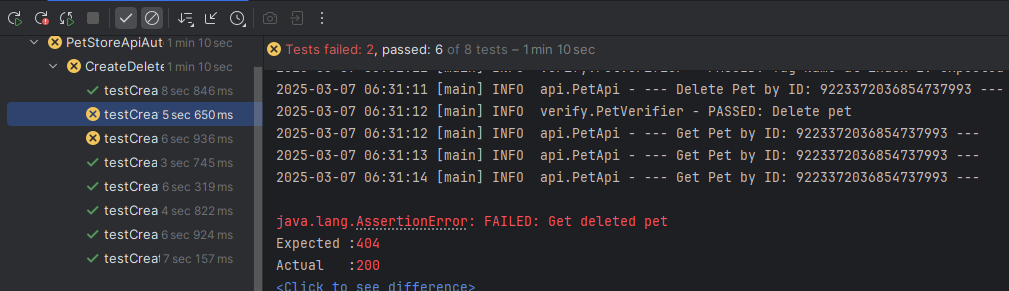 PetStoreApiAut 1 min 10 sec
CreateDelete 1 min 10 sec
testCrea 8 sec 846 ms
testCrea 5 sec 650 ms
testCrea 6 sec 936 ms
testCrea 3 sec 745 ms
testCrea 6 sec 319 ms
testCrea 4 sec 822 ms
testCrea 6 sec 924 ms
testCreat 7 sec 157 ms
Tests failed: 2, passed: 6 of 8 tests – 1 min 10 sec
2025-03-07 06:31:11 [main] INFO  api.PetApi - --- Delete Pet by ID: 9223372036854737993 ---
2025-03-07 06:31:12 [main] INFO  verify.PetVerifier - PASSED: Delete pet
2025-03-07 06:31:12 [main] INFO  api.PetApi - --- Get Pet by ID: 9223372036854737993 ---
2025-03-07 06:31:13 [main] INFO  api.PetApi - --- Get Pet by ID: 9223372036854737993 ---
2025-03-07 06:31:14 [main] INFO  api.PetApi - --- Get Pet by ID: 9223372036854737993 ---
java.lang.AssertionError: FAILED: Get deleted pet
Expected :404
Actual   :200
<Click to see difference>